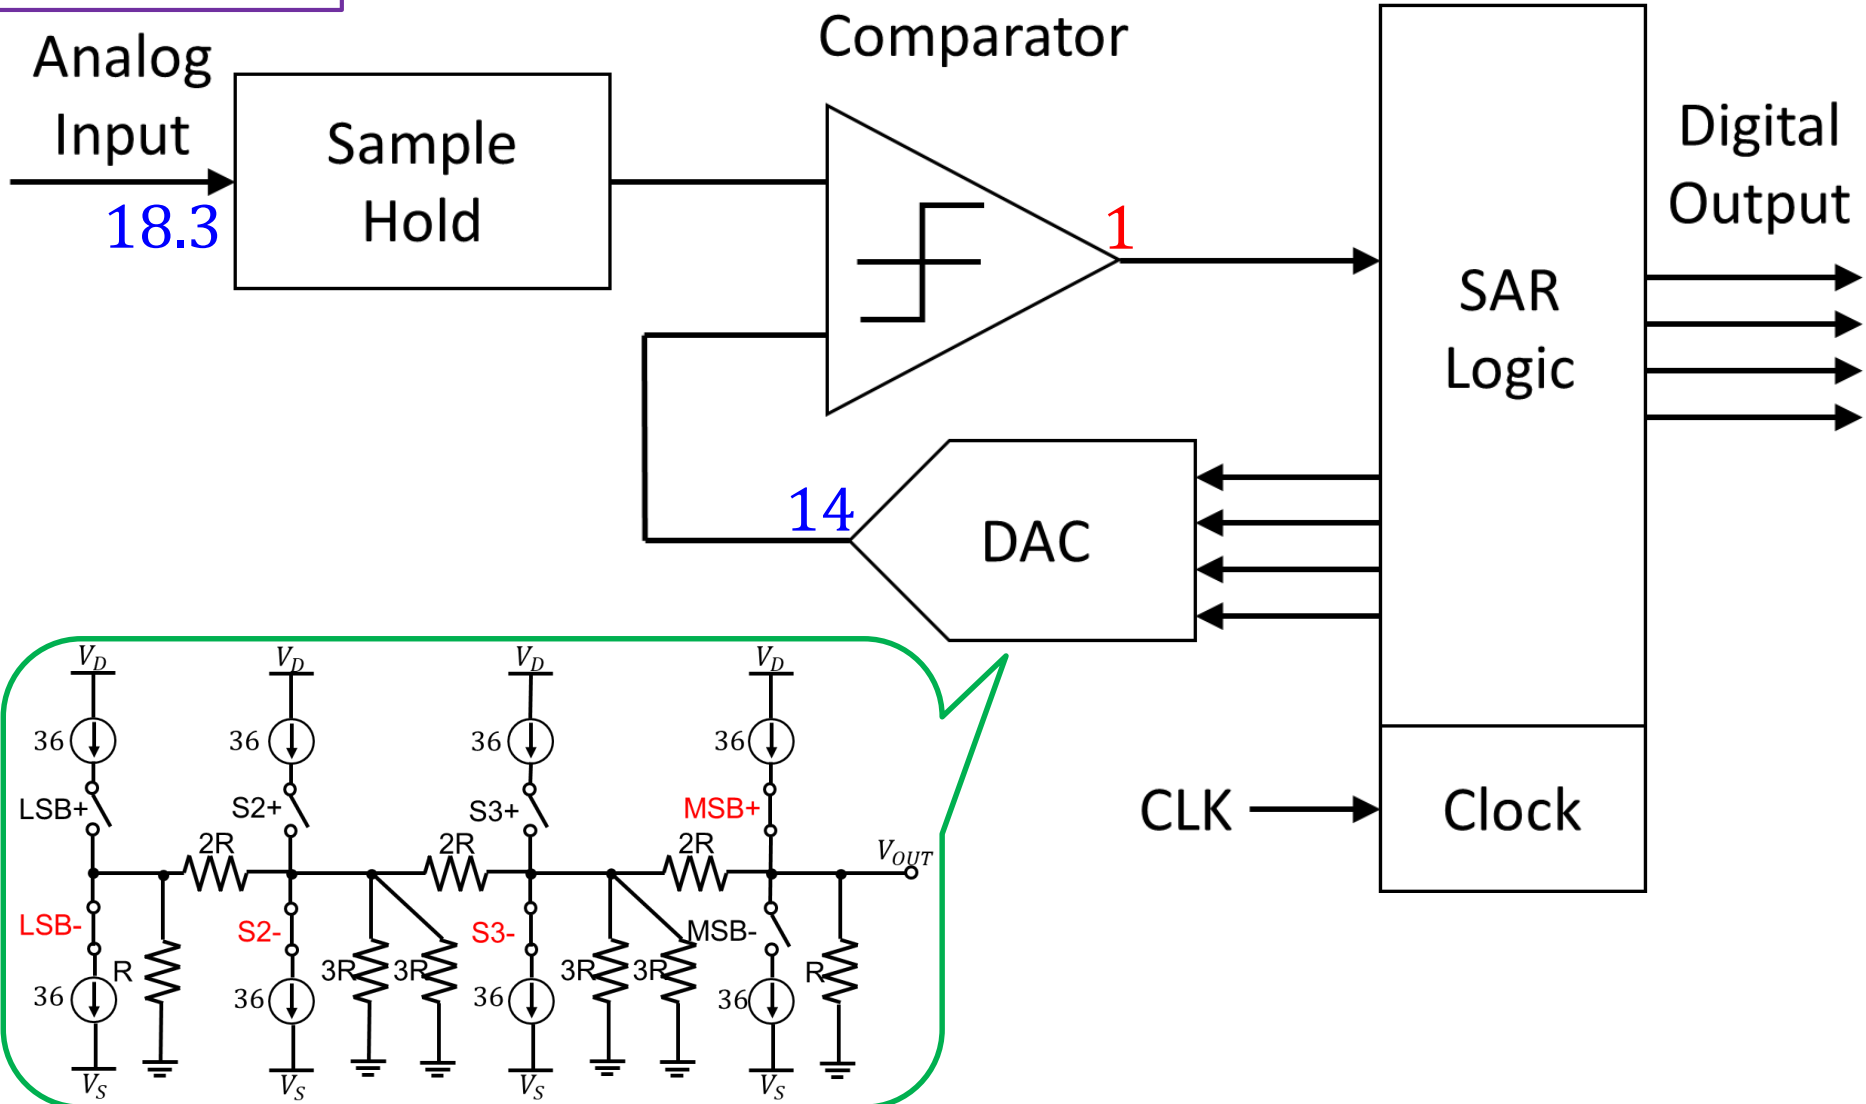 Analog
Input
18.3
Sample
Hold
Comparator
1
SAR
Logic
Digital
Output
14
DAC
CLK
Clock
V_D
V_D
V_D
V_D
36
36
36
36
LSB+
S2+
S3+
MSB+
2R
2R
2R
V_OUT
LSB-
S2-
S3-
MSB-
R
3R
3R
3R
3R
R
36
36
36
36
V_S
V_S
V_S
V_S